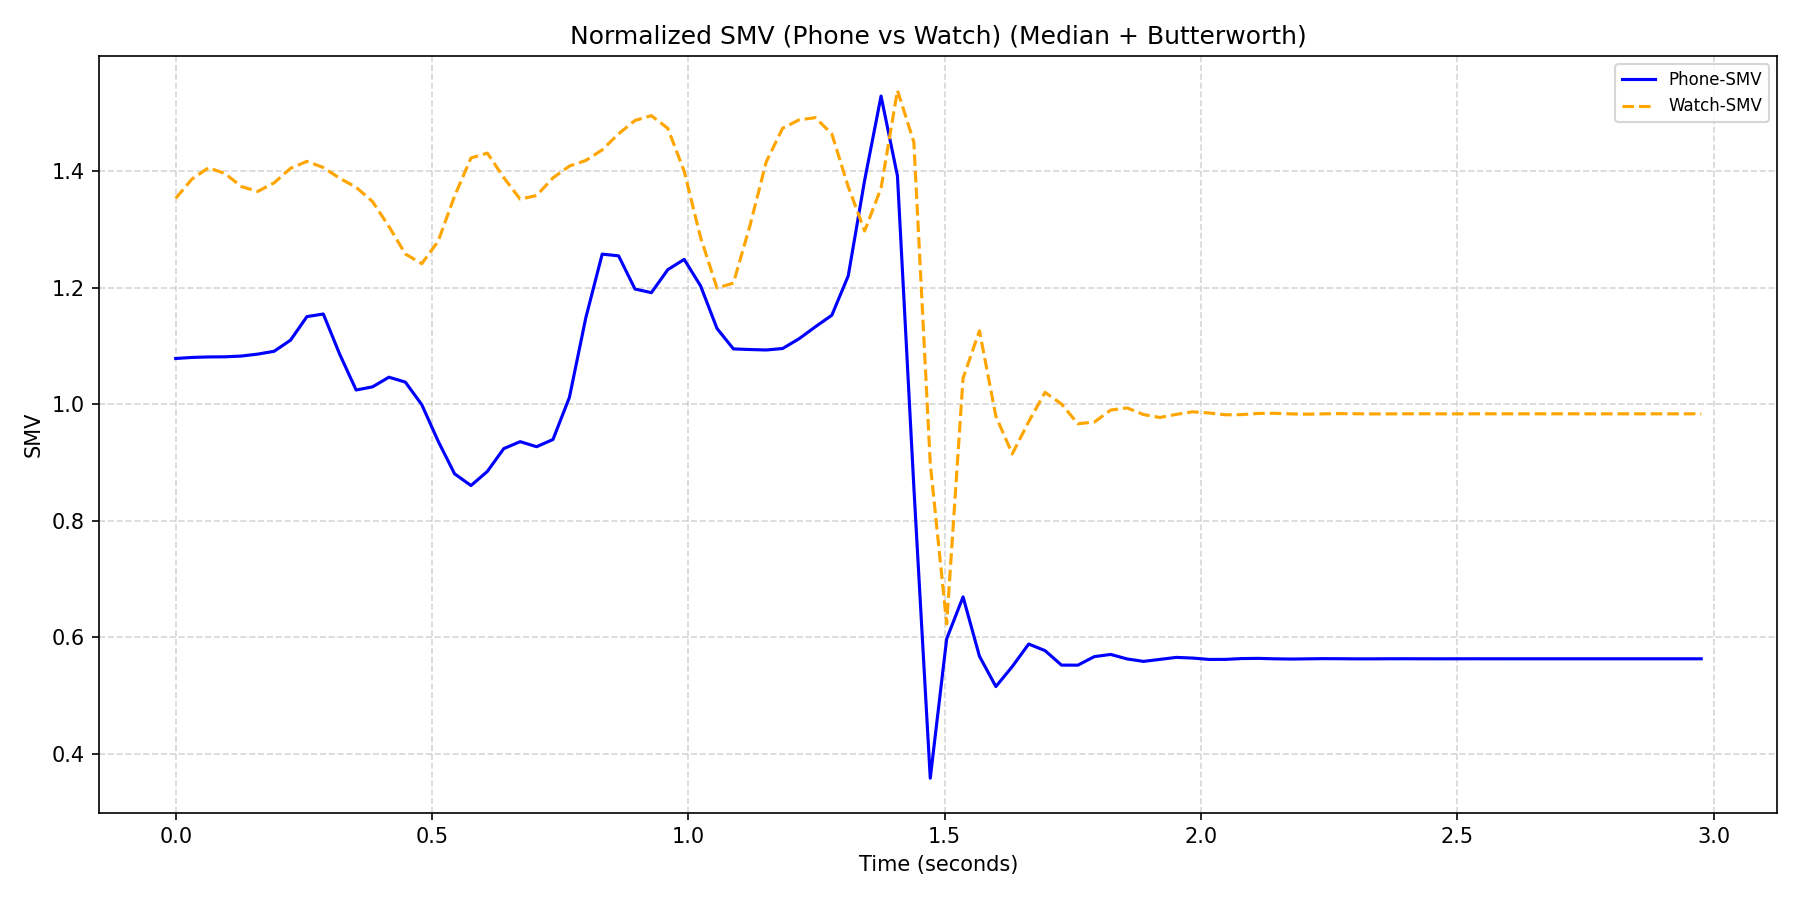 Normalized SMV (Phone vs Watch) (Median + Butterworth)
Phone-SMV
Watch-SMV
SMV
1.4
1.2
1.0
0.8
0.6
0.4
0.0 0.5 1.0 1.5 2.0 2.5 3.0
Time (seconds)